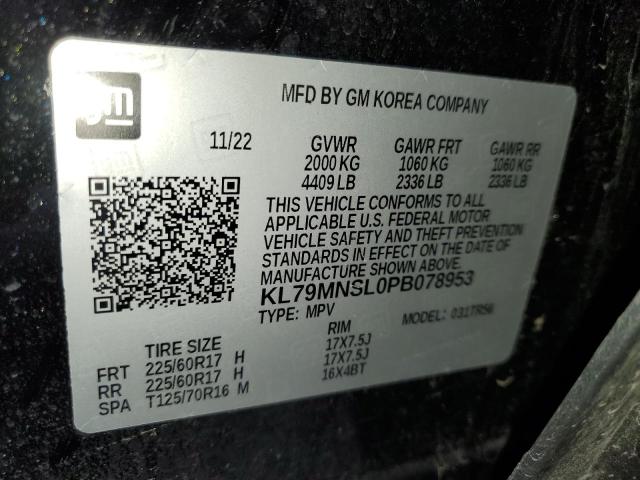 gm
MFD BY GM KOREA COMPANY
11/22 GVWR GAWR FRT GAWR RR
2000 KG 1060 KG 1060 KG
4409 LB 2336 LB 2336 LB
THIS VEHICLE CONFORMS TO ALL
APPLICABLE U.S. FEDERAL MOTOR
VEHICLE SAFETY AND THEFT PREVENTION
STANDARDS IN EFFECT ON THE DATE OF
MANUFACTURE SHOWN ABOVE.
KL79MNSL0PB078953
TYPE: MPV MODEL: 031TR56
TIRE SIZE RIM
FRT 225/60R17 H 17X7.5J
RR 225/60R17 H 17X7.5J
SPA T125/70R16 M 16X4BT